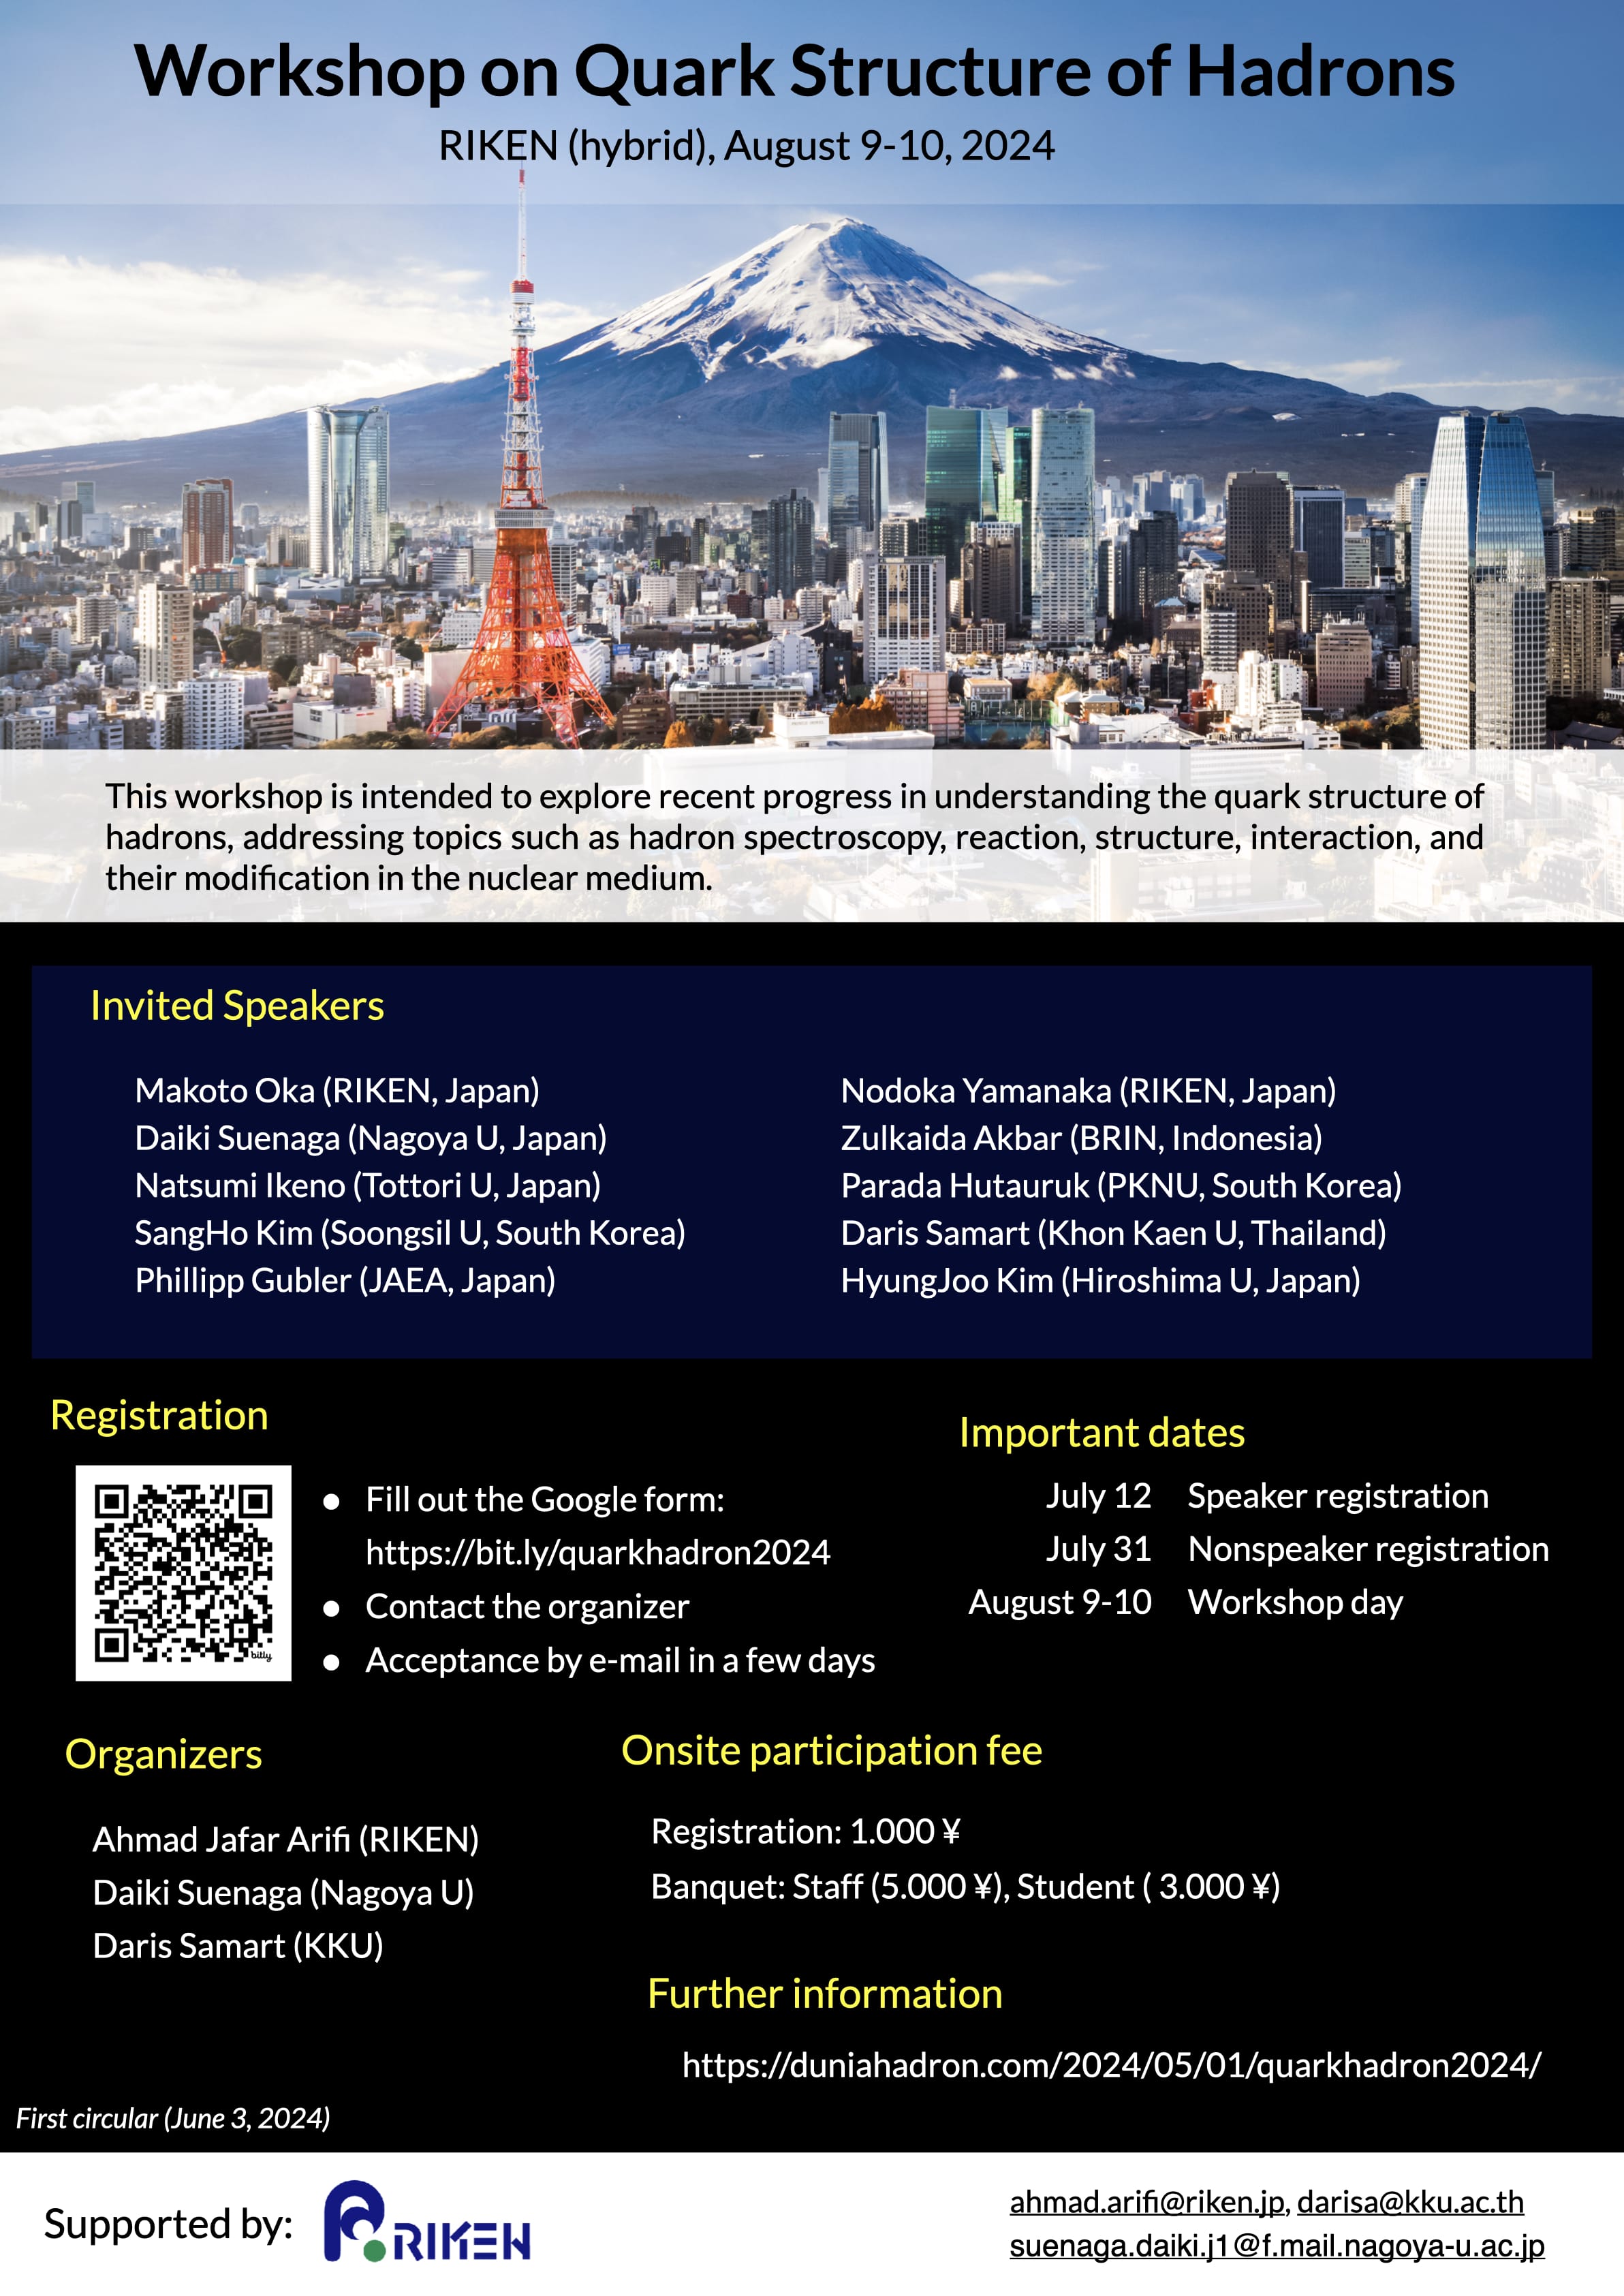 Workshop on Quark Structure of Hadrons
RIKEN (hybrid), August 9-10, 2024
This workshop is intended to explore recent progress in understanding the quark structure of
hadrons, addressing topics such as hadron spectroscopy, reaction, structure, interaction, and
their modification in the nuclear medium.
Invited Speakers
Makoto Oka (RIKEN, Japan)
Daiki Suenaga (Nagoya U, Japan)
Natsumi Ikeno (Tottori U, Japan)
SangHo Kim (Soongsil U, South Korea)
Phillipp Gubler (JAEA, Japan)
Nodoka Yamanaka (RIKEN, Japan)
Zulkaida Akbar (BRIN, Indonesia)
Parada Hutauruk (PKNU, South Korea)
Daris Samart (Khon Kaen U, Thailand)
HyungJoo Kim (Hiroshima U, Japan)
Registration
bitly
● Fill out the Google form:
https://bit.ly/quarkhadron2024
● Contact the organizer
● Acceptance by e-mail in a few days
Important dates
July 12 Speaker registration
July 31 Nonspeaker registration
August 9-10 Workshop day
Organizers
Ahmad Jafar Arifi (RIKEN)
Daiki Suenaga (Nagoya U)
Daris Samart (KKU)
Onsite participation fee
Registration: 1.000 ¥
Banquet: Staff (5.000 ¥), Student ( 3.000 ¥)
Further information
https://duniahadron.com/2024/05/01/quarkhadron2024/
First circular (June 3, 2024)
Supported by:
RIKEN
ahmad.arifi@riken.jp, darisa@kku.ac.th
suenaga.daiki.j1@f.mail.nagoya-u.ac.jp